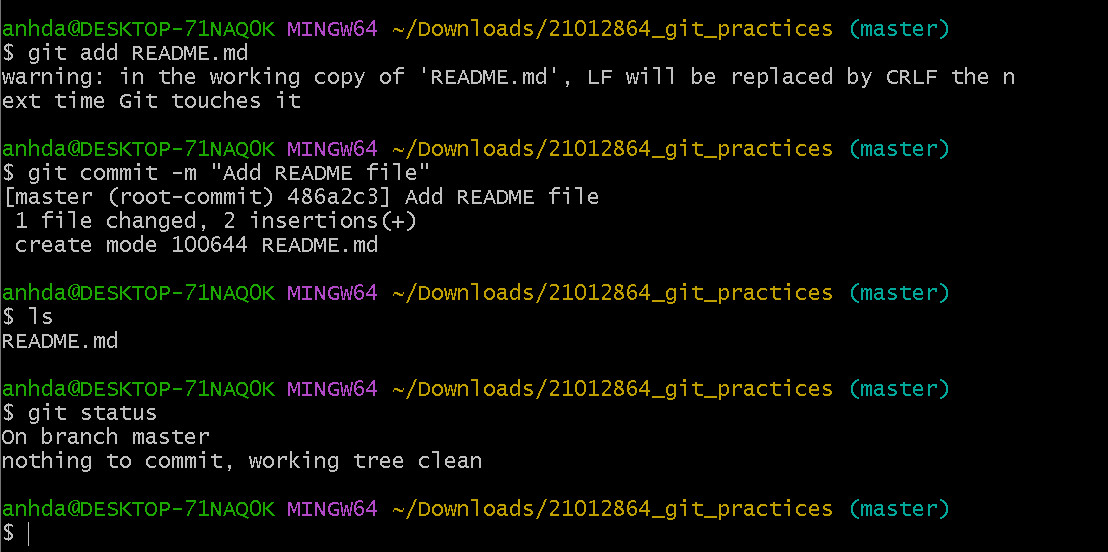 anhda@DESKTOP-71NAQ0K MINGW64 ~/Downloads/21012864_git_practices (master)
$ git add README.md
warning: in the working copy of 'README.md', LF will be replaced by CRLF the n
ext time Git touches it
anhda@DESKTOP-71NAQ0K MINGW64 ~/Downloads/21012864_git_practices (master)
$ git commit -m "Add README file"
[master (root-commit) 486a2c3] Add README file
 1 file changed, 2 insertions(+)
 create mode 100644 README.md
anhda@DESKTOP-71NAQ0K MINGW64 ~/Downloads/21012864_git_practices (master)
$ ls
README.md
anhda@DESKTOP-71NAQ0K MINGW64 ~/Downloads/21012864_git_practices (master)
$ git status
On branch master
nothing to commit, working tree clean
anhda@DESKTOP-71NAQ0K MINGW64 ~/Downloads/21012864_git_practices (master)
$